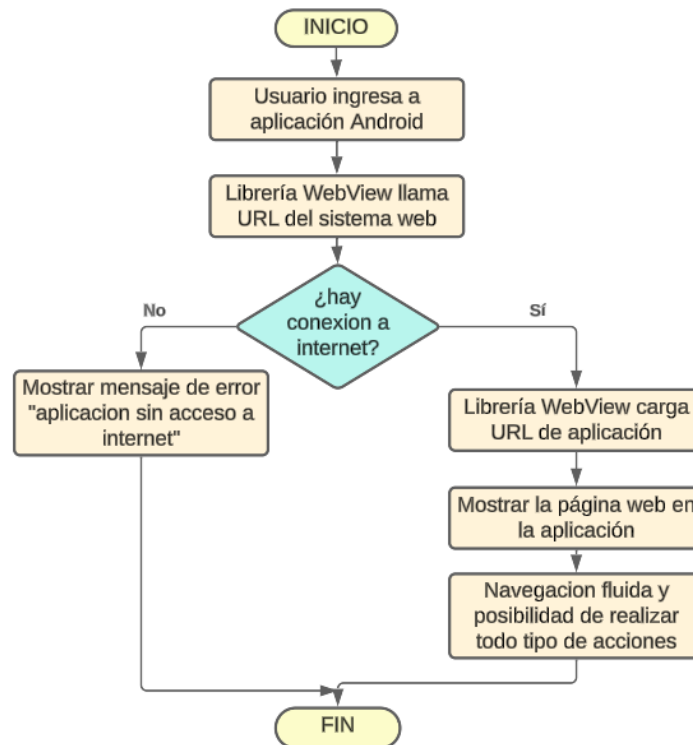 INICIO
Usuario ingresa a
aplicación Android
Librería WebView llama
URL del sistema web
¿hay
conexion a
internet?
No
Sí
Mostrar mensaje de error
"aplicacion sin acceso a
internet"
Librería WebView carga
URL de aplicación
Mostrar la página web en
la aplicación
Navegacion fluida y
posibilidad de realizar
todo tipo de acciones
FIN